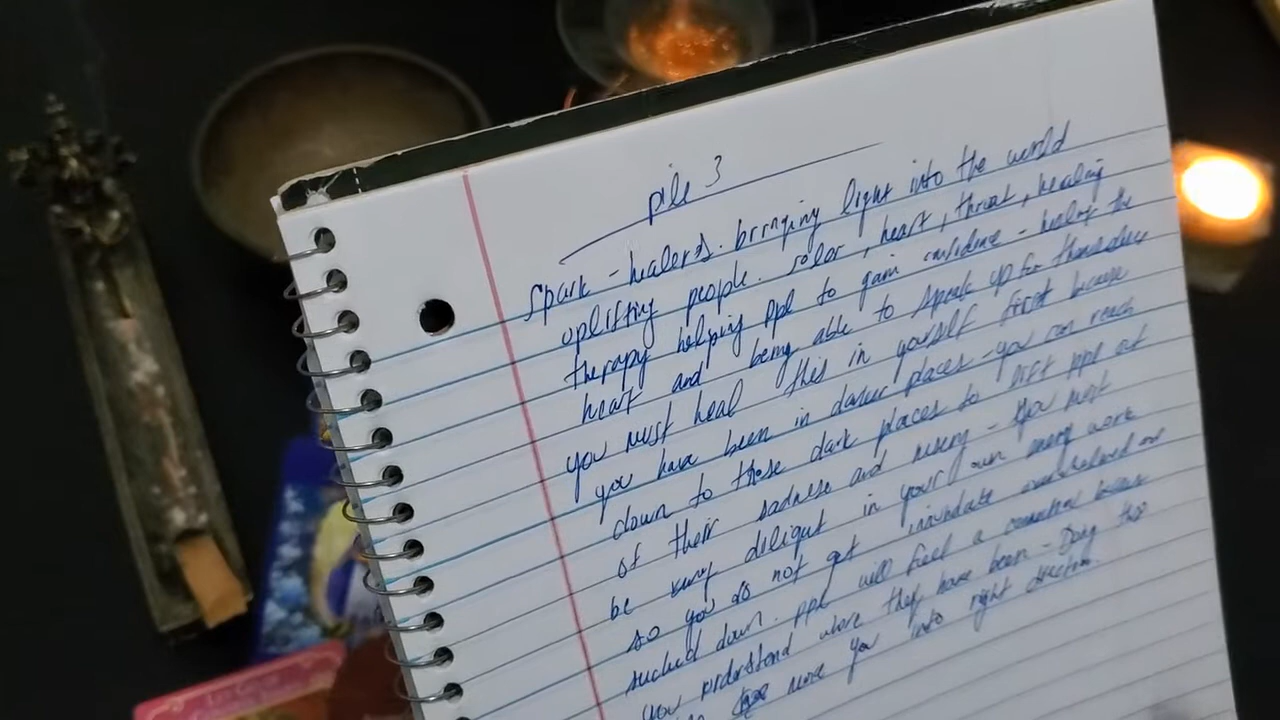 pile 3
Spark - healers. bringing light into the world
uplifting people. solar, heart, throat, healing
therapy helping ppl to gain confidence - healing the
heart and being able to speak up for themselves
you must heal this in yourself first because
you have been in darker places - you can reach
down to those dark places to lift ppl out
of their sadness and misery - you must
be very diligent in your own energy work
so you do not get inundate overwhelmed or
sucked down. ppl will feel a connection because
you understand where they have been - Doing this
move you into right direction.